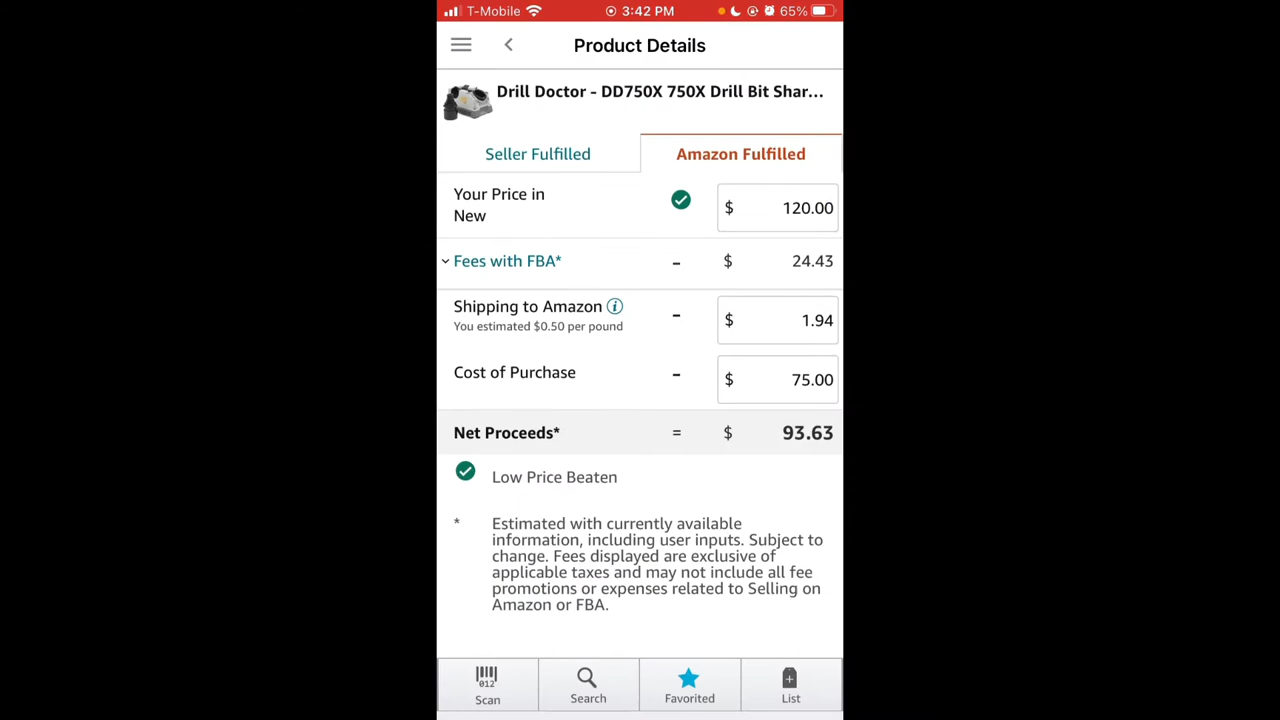 T-Mobile 3:42 PM 65%
Product Details
Drill Doctor - DD750X 750X Drill Bit Shar...
Seller Fulfilled Amazon Fulfilled
Your Price in
New
$ 120.00
Fees with FBA* - $ 24.43
Shipping to Amazon i - $ 1.94
You estimated $0.50 per pound
Cost of Purchase - $ 75.00
Net Proceeds* = $ 93.63
Low Price Beaten
* Estimated with currently available
information, including user inputs. Subject to
change. Fees displayed are exclusive of
applicable taxes and may not include all fee
promotions or expenses related to Selling on
Amazon or FBA.
012
Scan Search Favorited List